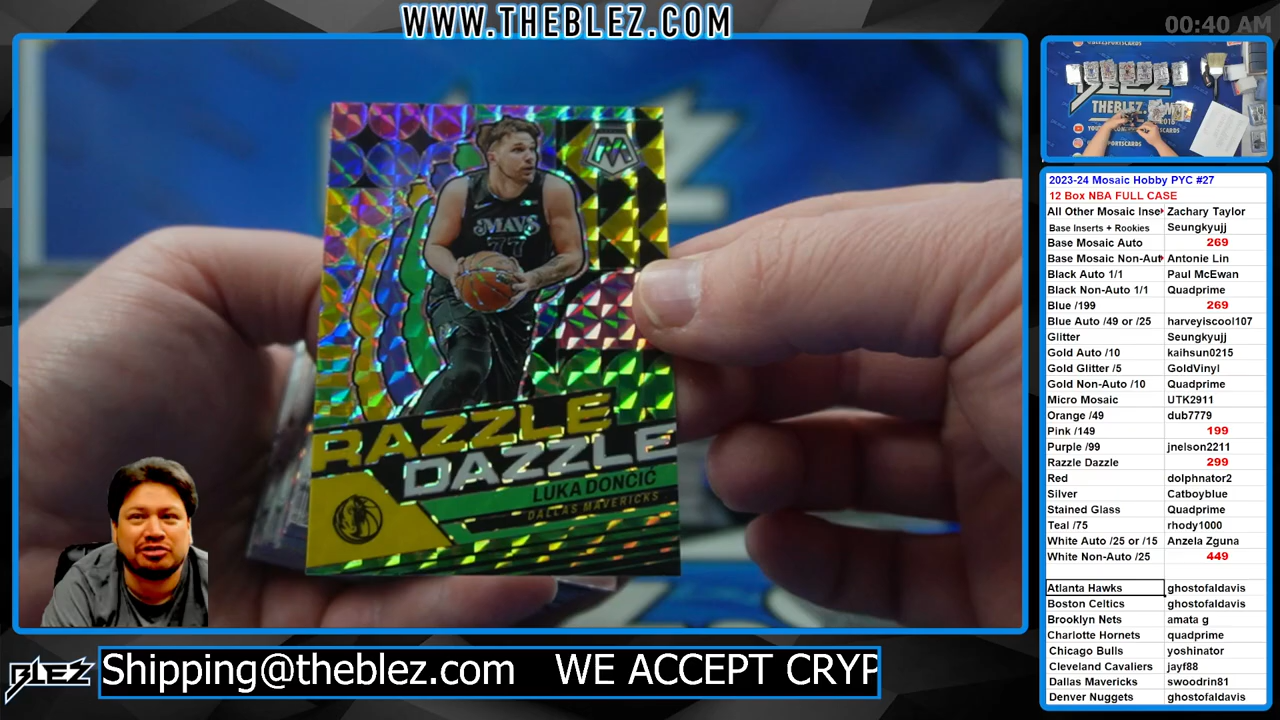 WWW.THEBLEZ.COM
00:40 AM
MAVS
77
RAZZLE
DAZZLE
LUKA DONČIĆ
DALLAS MAVERICKS
BLEZ
THEBLEZ.COM
2023-24 Mosaic Hobby PYC #27
12 Box NBA FULL CASE
All Other Mosaic Inse Zachary Taylor
Base Inserts + Rookies Seungkyujj
Base Mosaic Auto 269
Base Mosaic Non-Aut Antonie Lin
Black Auto 1/1 Paul McEwan
Black Non-Auto 1/1 Quadprime
Blue /199 269
Blue Auto /49 or /25 harveyiscool107
Glitter Seungkyujj
Gold Auto /10 kaihsun0215
Gold Glitter /5 GoldVinyl
Gold Non-Auto /10 Quadprime
Micro Mosaic UTK2911
Orange /49 dub7779
Pink /149 199
Purple /99 jnelson2211
Razzle Dazzle 299
Red dolphnator2
Silver Catboyblue
Stained Glass Quadprime
Teal /75 rhody1000
White Auto /25 or /15 Anzela Zguna
White Non-Auto /25 449
Atlanta Hawks ghostofaldavis
Boston Celtics ghostofaldavis
Brooklyn Nets amata g
Charlotte Hornets quadprime
Chicago Bulls yoshinator
Cleveland Cavaliers jayf88
Dallas Mavericks swoodrin81
Denver Nuggets ghostofaldavis
BLEZ
Shipping@theblez.com WE ACCEPT CRYP